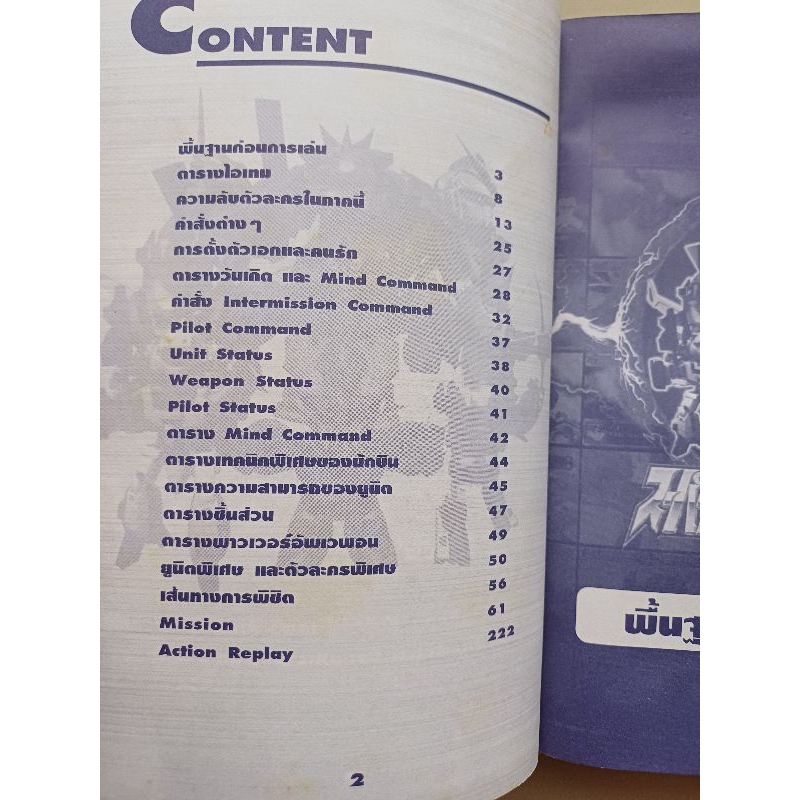 CONTENT
พื้นฐานก่อนการเล่น 3
ตารางไอเทม 8
ความลับตัวละครในภาคนี้ 13
คำสั่งต่างๆ 25
การตั้งตัวเอกและคนรัก 27
ตารางวันเกิด และ Mind Command 28
คำสั่ง Intermission Command 32
Pilot Command 37
Unit Status 38
Weapon Status 40
Pilot Status 41
ตาราง Mind Command 42
ตารางเทคนิคพิเศษของนักบิน 44
ตารางความสามารถของยูนิต 45
ตารางชิ้นส่วน 47
ตารางพาวเวอร์อัพเวพอน 49
ยูนิตพิเศษ และตัวละครพิเศษ 50
เส้นทางการพิชิต 56
Mission 61
Action Replay 222
2